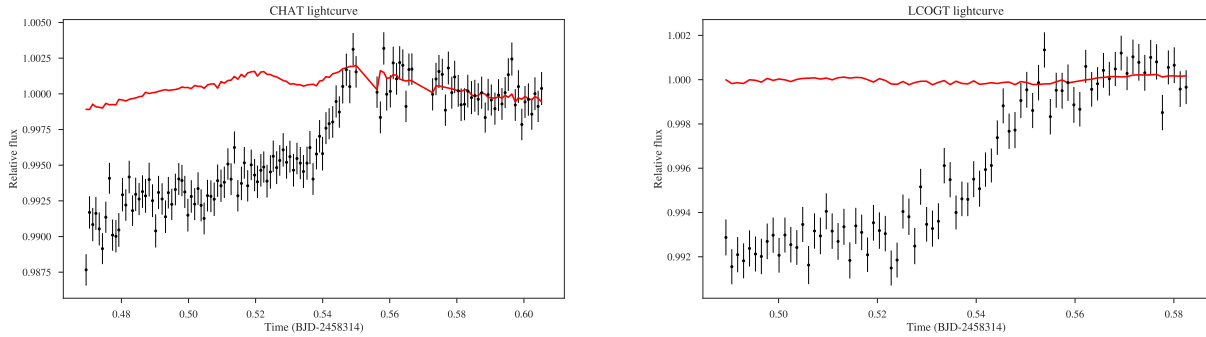 CHAT lightcurve
1.0050
1.0025
1.0000
0.9975
0.9950
0.9925
0.9900
0.9875
Relative flux
0.48 0.50 0.52 0.54 0.56 0.58 0.60
Time (BJD-2458314)
LCOGT lightcurve
1.002
1.000
0.998
0.996
0.994
0.992
Relative flux
0.50 0.52 0.54 0.56 0.58
Time (BJD-2458314)